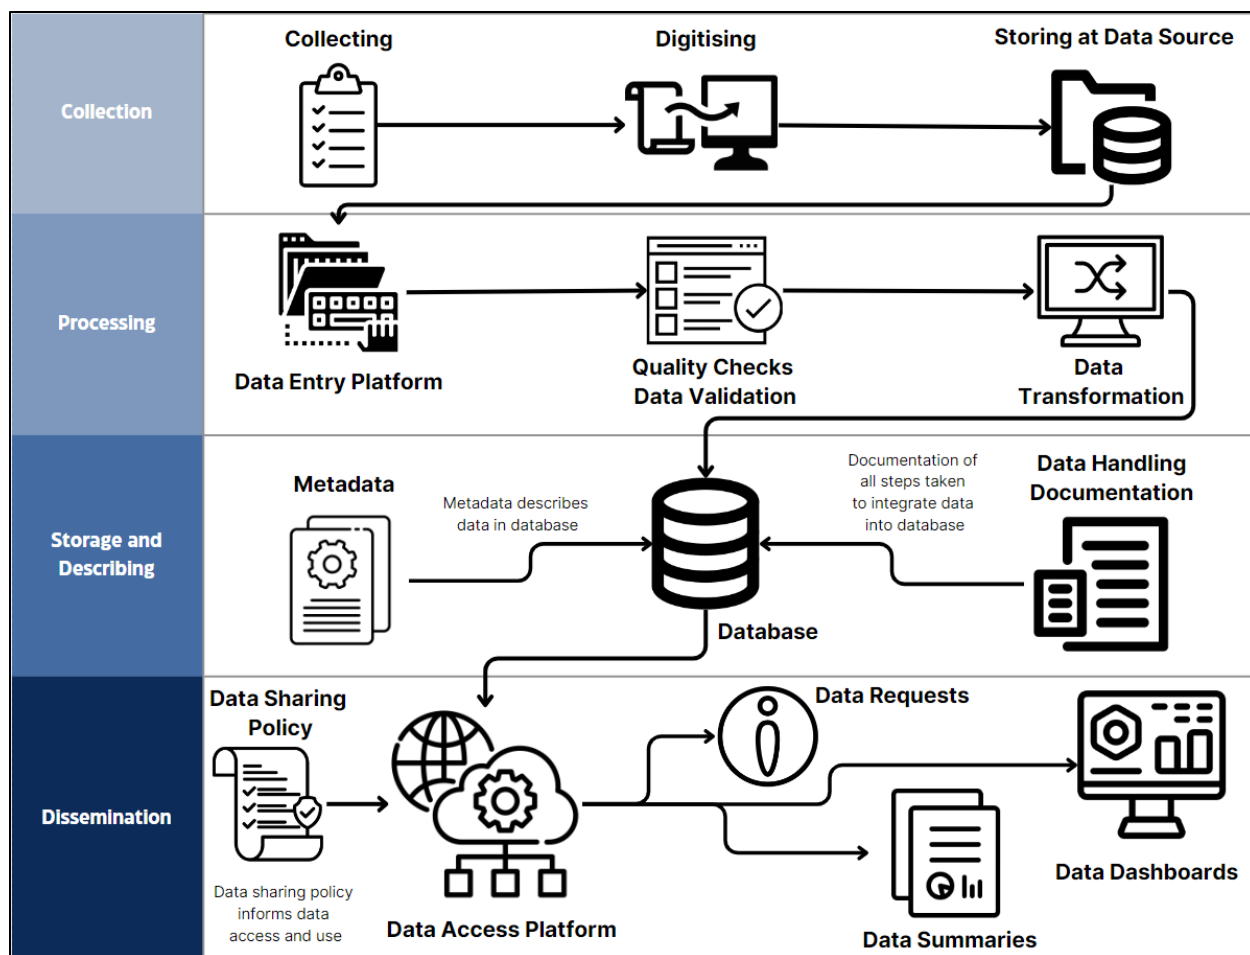 Collection
Collecting
Digitising
Storing at Data Source
Processing
Data Entry Platform
Quality Checks
Data Validation
Data
Transformation
Storage and
Describing
Metadata
Metadata describes
data in database
Database
Documentation of
all steps taken
to integrate data
into database
Data Handling
Documentation
Dissemination
Data Sharing
Policy
Data sharing policy
informs data
access and use
Data Access Platform
Data Requests
Data Summaries
Data Dashboards